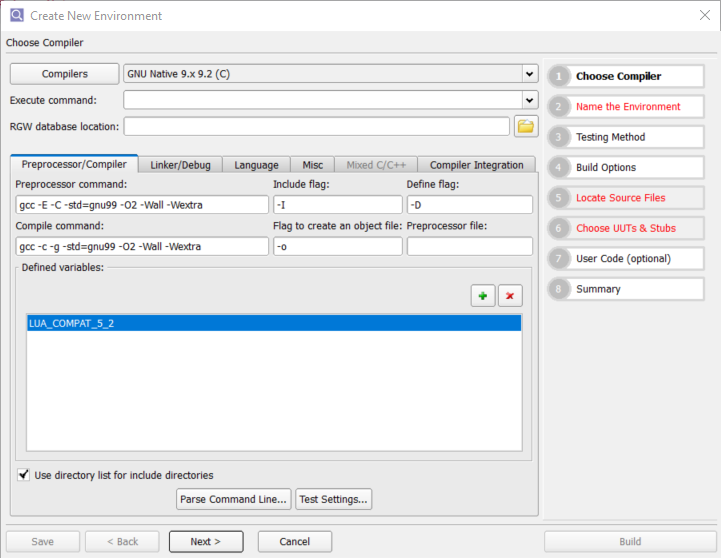 Create New Environment
Choose Compiler
Compilers
GNU Native 9.x 9.2 (C)
Execute command:
RGW database location:
Preprocessor/Compiler
Linker/Debug
Language
Misc
Mixed C/C++
Compiler Integration
Preprocessor command:
Include flag:
Define flag:
gcc -E -C -std=gnu99 -O2 -Wall -Wextra
-I
-D
Compile command:
Flag to create an object file:
Preprocessor file:
gcc -c -g -std=gnu99 -O2 -Wall -Wextra
-o
Defined variables:
LUA_COMPAT_5_2
Use directory list for include directories
Parse Command Line...
Test Settings...
1 Choose Compiler
2 Name the Environment
3 Testing Method
4 Build Options
5 Locate Source Files
6 Choose UUTs & Stubs
7 User Code (optional)
8 Summary
Save
< Back
Next >
Cancel
Build